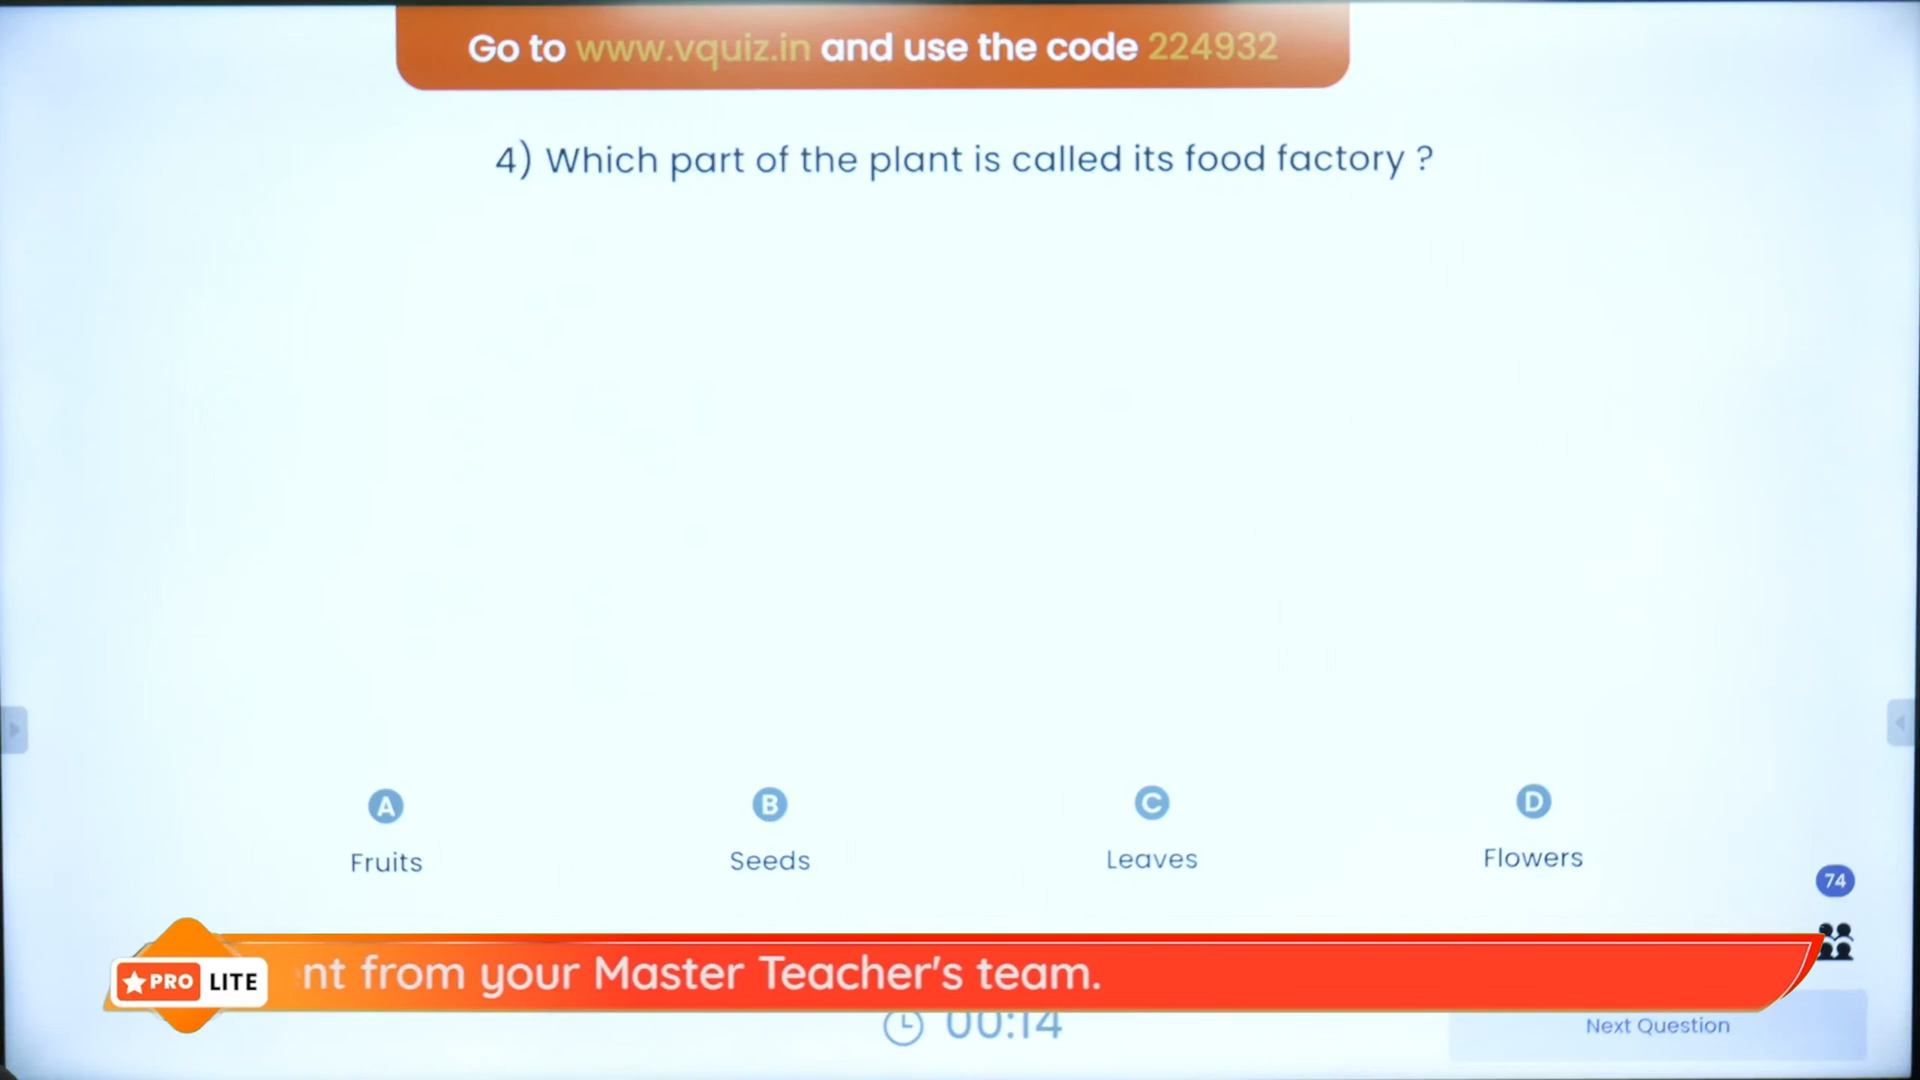 Go to www.vquiz.in and use the code 224932
4) Which part of the plant is called its food factory ?
A
B
C
D
Fruits
Seeds
Leaves
Flowers
74
PRO LITE
nt from your Master Teacher's team.
00:14
Next Question